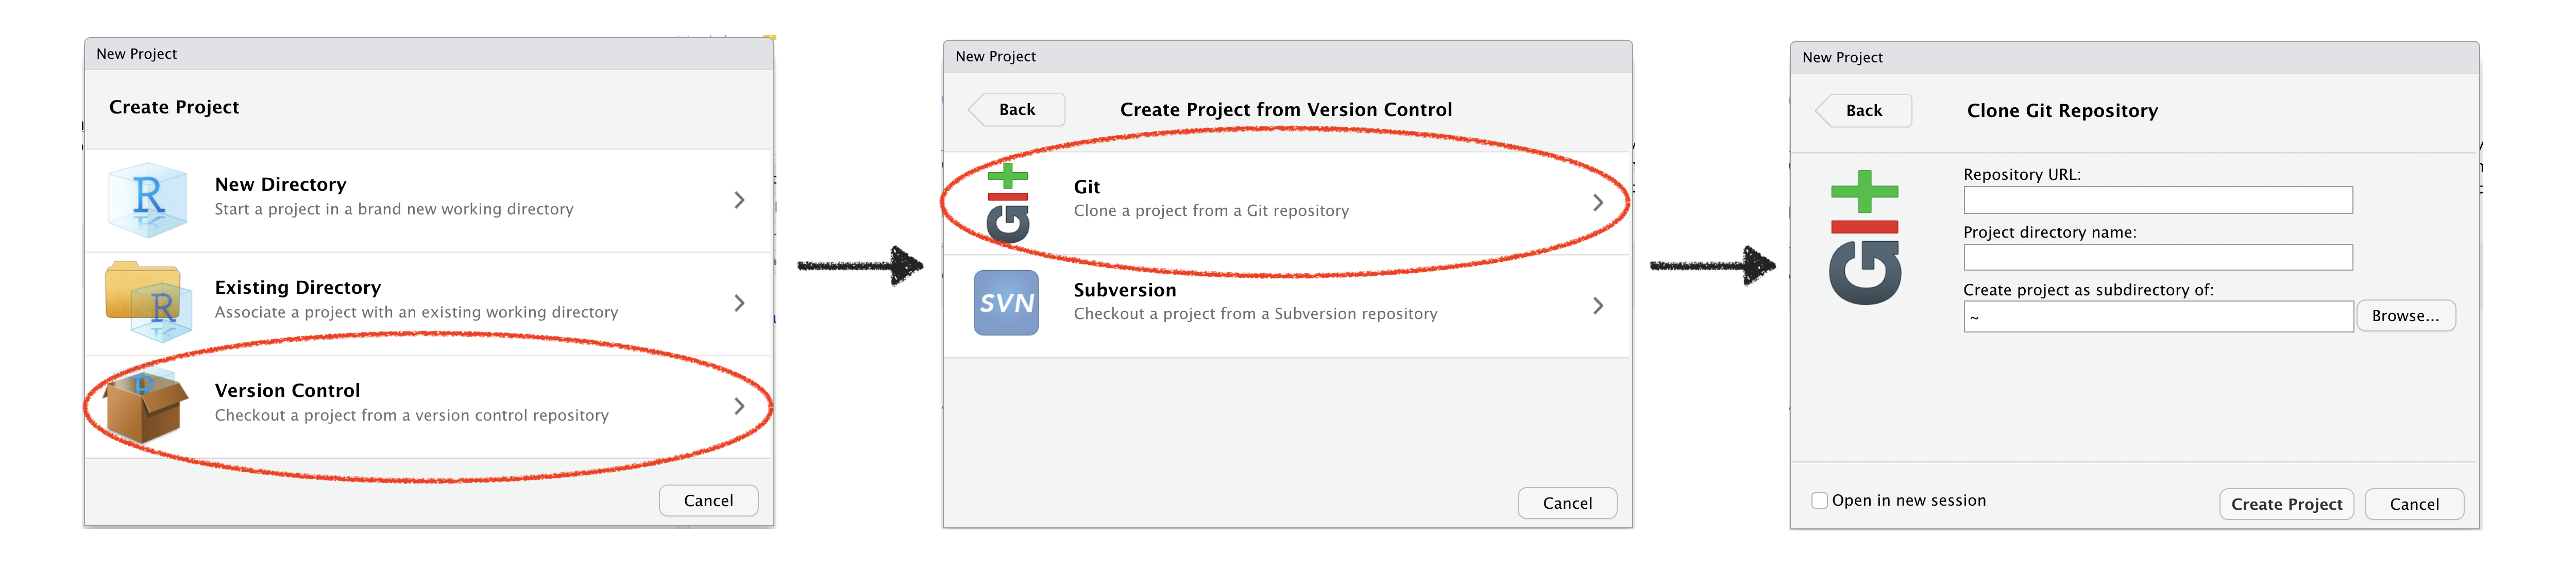 New Project
Create Project
New Directory
Start a project in a brand new working directory
Existing Directory
Associate a project with an existing working directory
Version Control
Checkout a project from a version control repository
Cancel
New Project
Back
Create Project from Version Control
Git
Clone a project from a Git repository
SVN
Subversion
Checkout a project from a Subversion repository
Cancel
New Project
Back
Clone Git Repository
GIt
Repository URL:
Project directory name:
Create project as subdirectory of:
~
Browse...
Open in new session
Create Project
Cancel